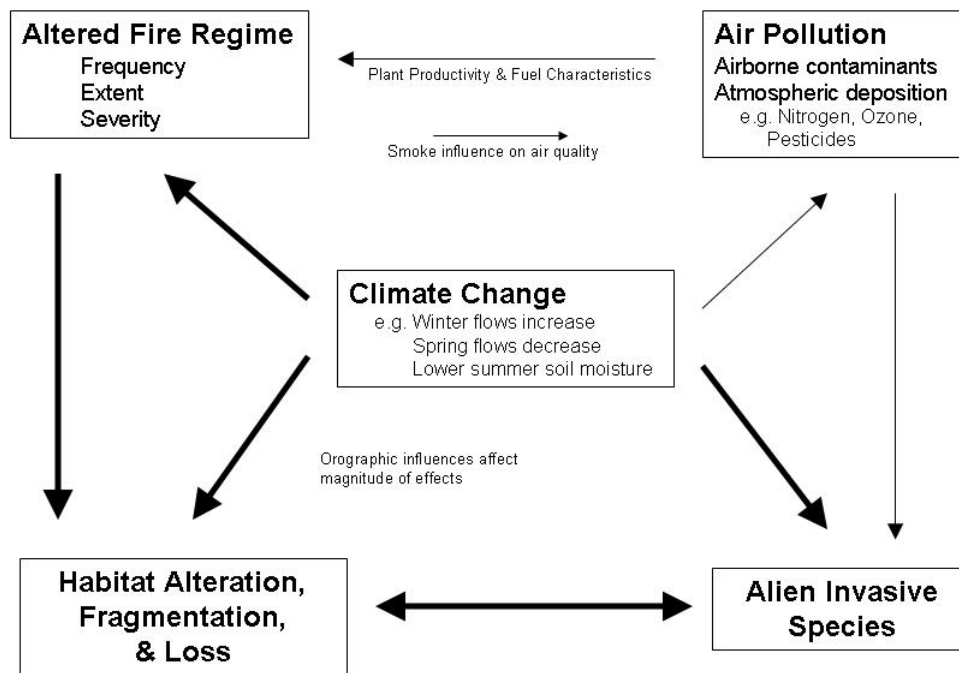 Altered Fire Regime
Frequency
Extent
Severity
Plant Productivity & Fuel Characteristics
Smoke influence on air quality
Air Pollution
Airborne contaminants
Atmospheric deposition
e.g. Nitrogen, Ozone,
Pesticides
Climate Change
e.g. Winter flows increase
Spring flows decrease
Lower summer soil moisture
Orographic influences affect
magnitude of effects
Habitat Alteration,
Fragmentation,
& Loss
Alien Invasive
Species